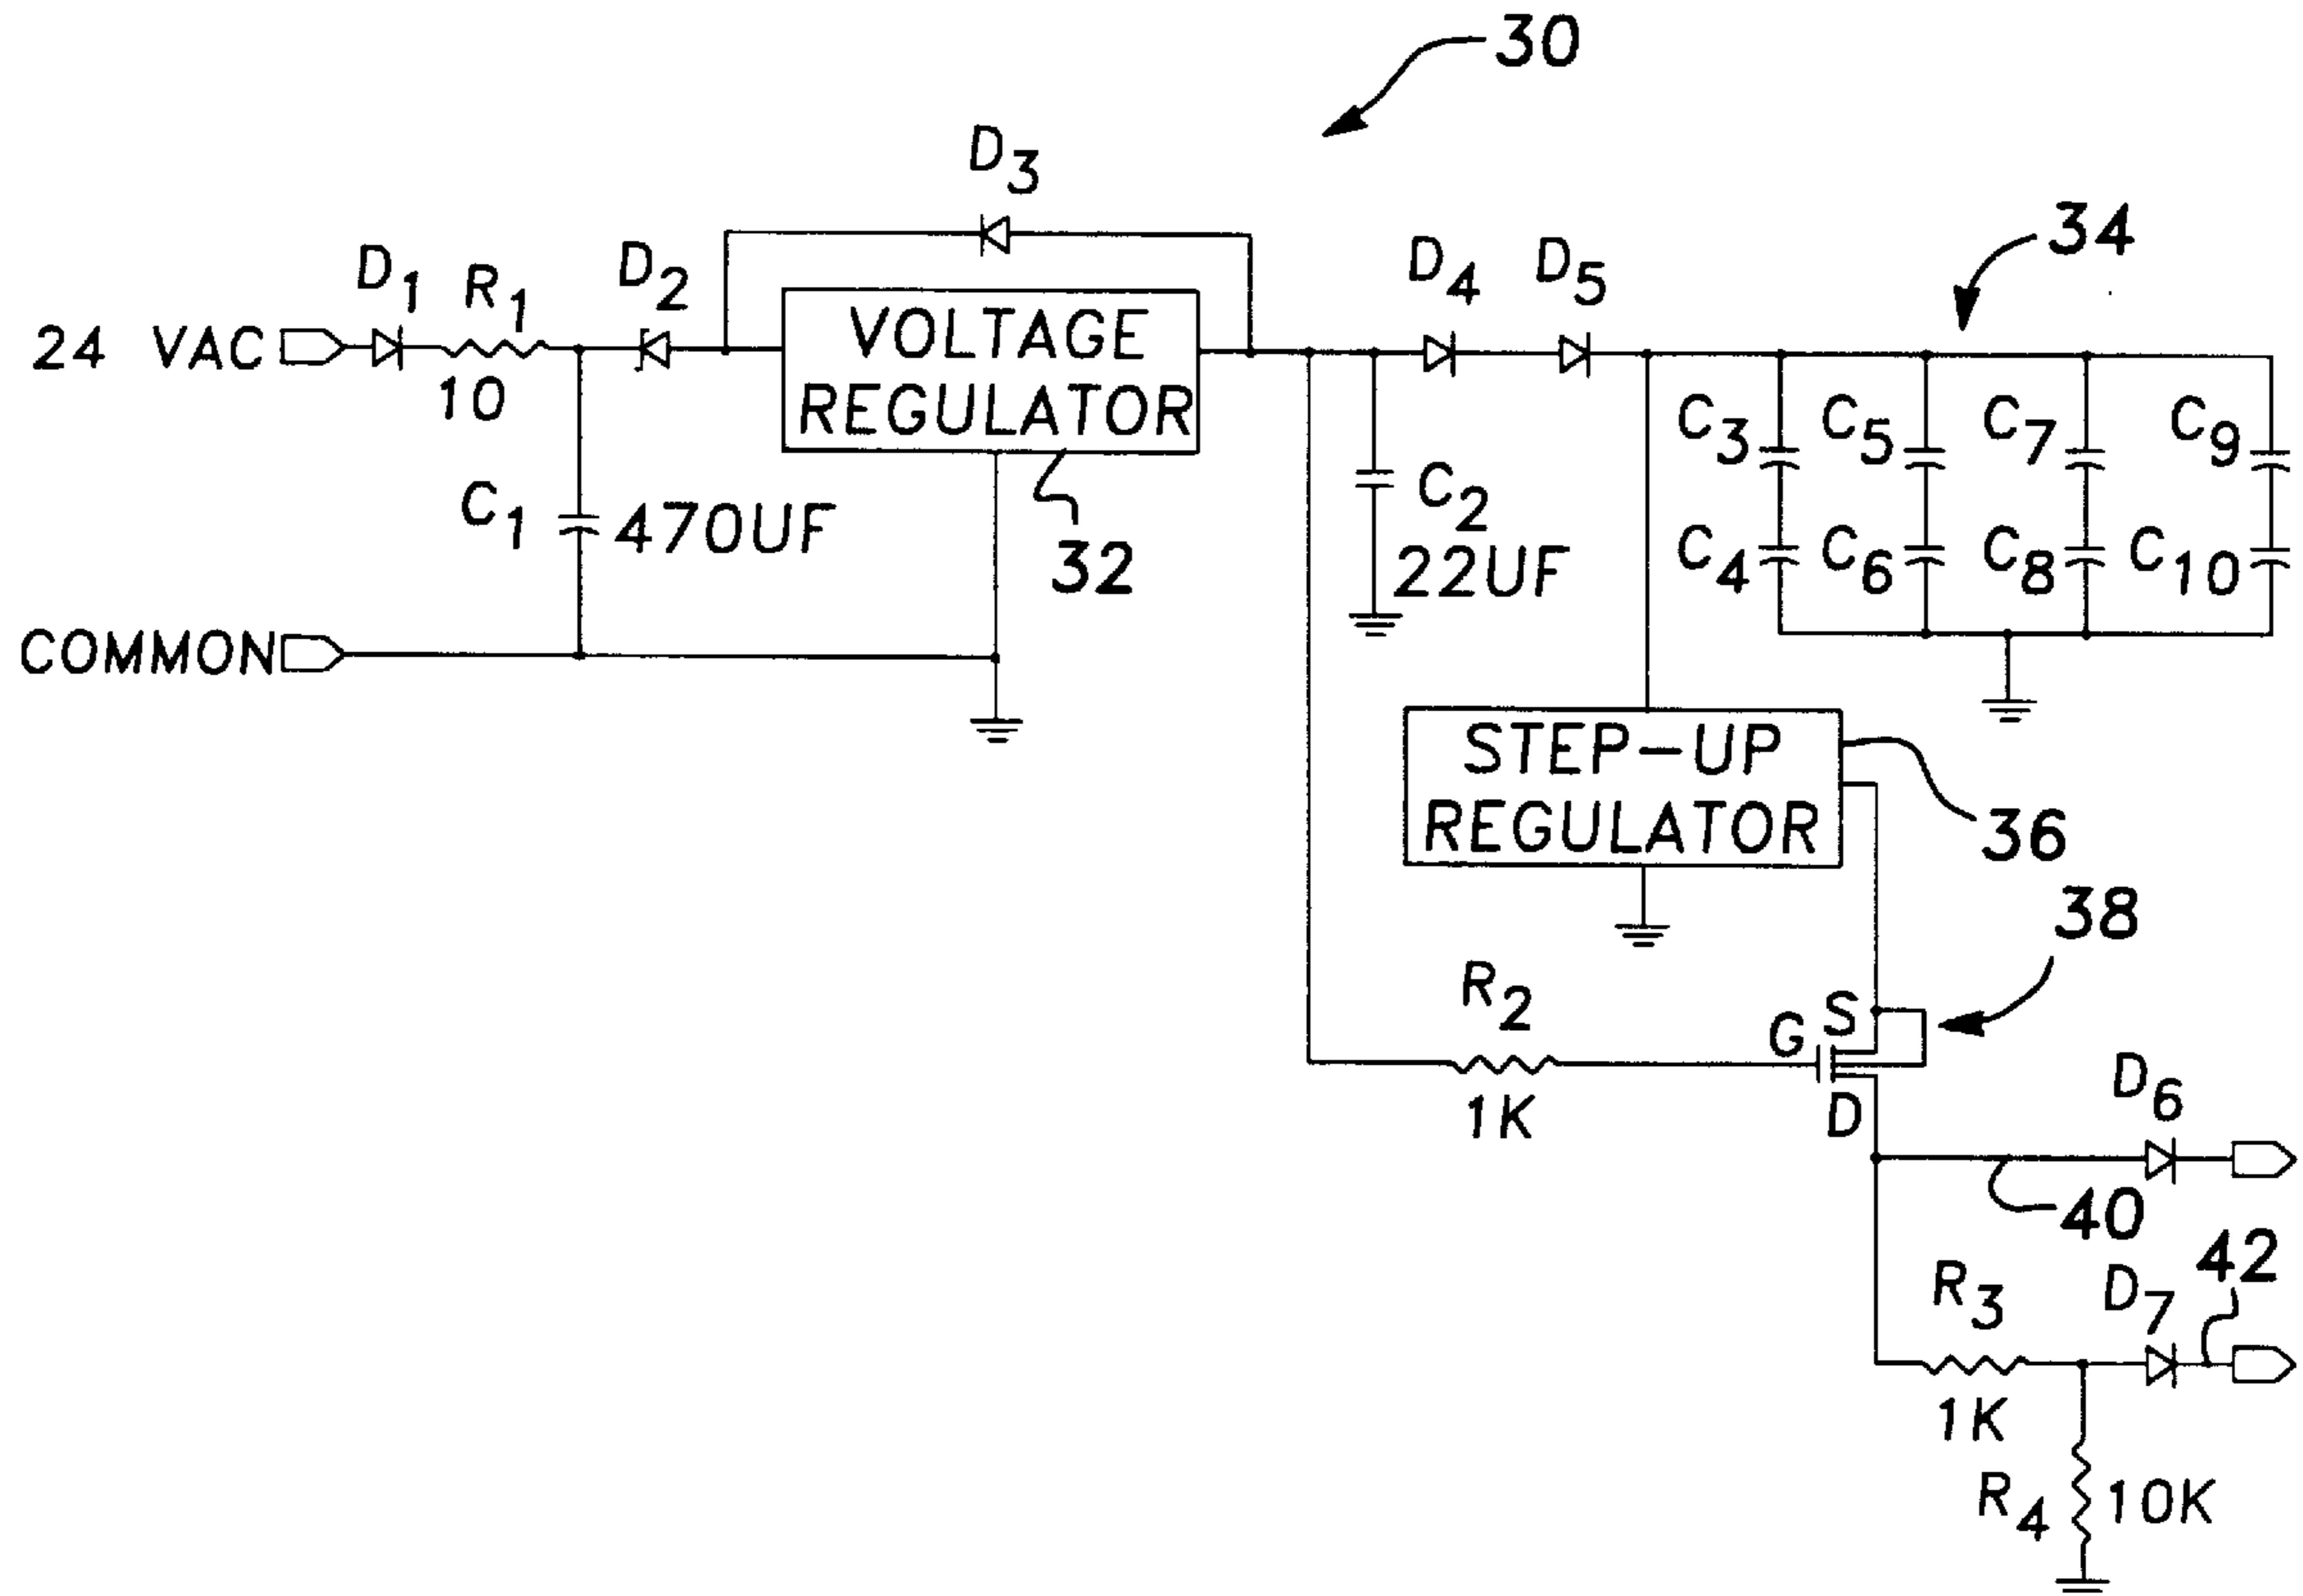 30
D3
34
D1
R1
D2
D4
D5
24 VAC
10
VOLTAGE
REGULATOR
C3
C5
C7
C9
C1
470UF
32
C2
22UF
C4
C6
C8
C10
COMMON
STEP-UP
REGULATOR
36
38
R2
G
S
D
1K
D6
40
42
R3
D7
1K
R4
10K